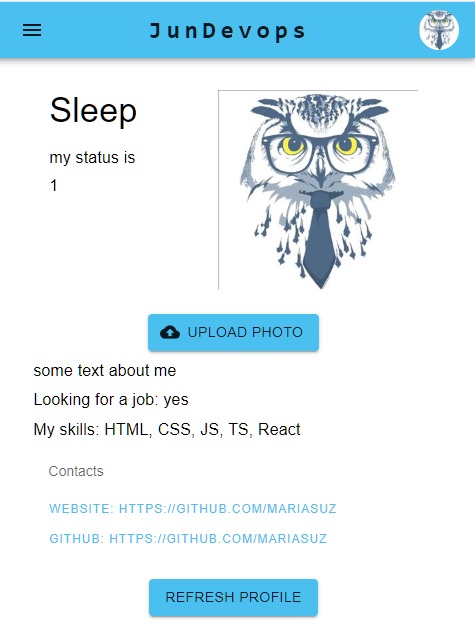 JunDevops
Sleep
my status is
1
UPLOAD PHOTO
some text about me
Looking for a job: yes
My skills: HTML, CSS, JS, TS, React
Contacts
WEBSITE: HTTPS://GITHUB.COM/MARIASUZ
GITHUB: HTTPS://GITHUB.COM/MARIASUZ
REFRESH PROFILE